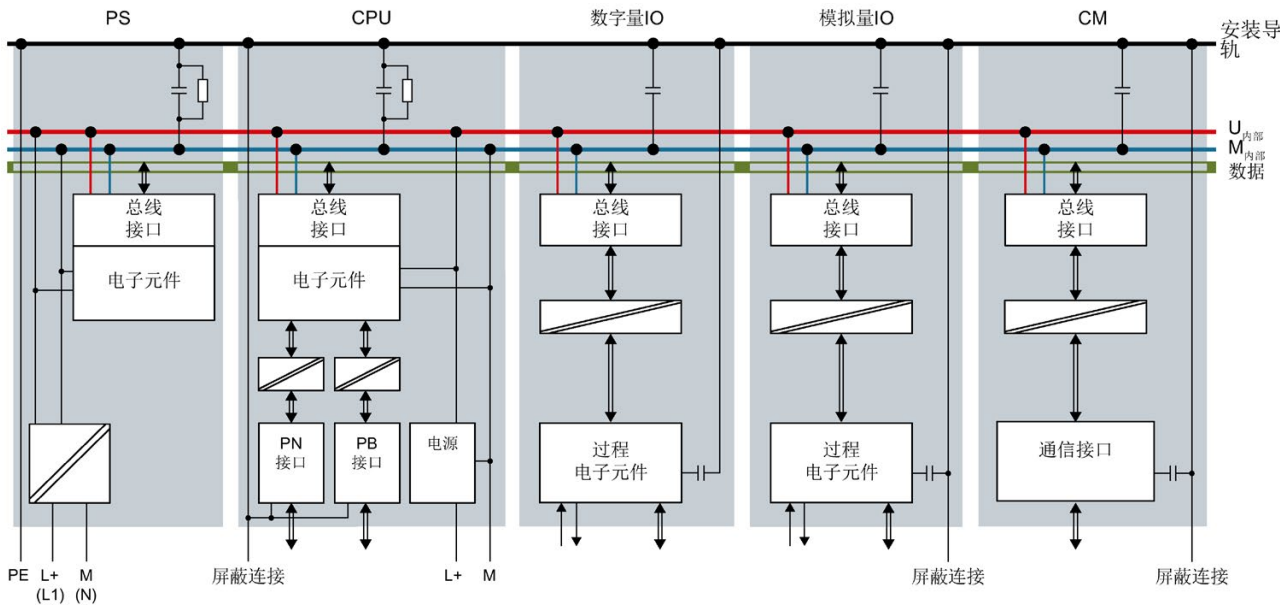 PS
CPU
数字量IO
模拟量IO
CM
安装导
轨
U内部
M内部
数据
总线
接口
电子元件
总线
接口
电子元件
总线
接口
总线
接口
总线
接口
PN
接口
PB
接口
电源
过程
电子元件
过程
电子元件
通信接口
PE
L+
(L1)
M
(N)
屏蔽连接
L+
M
屏蔽连接
屏蔽连接